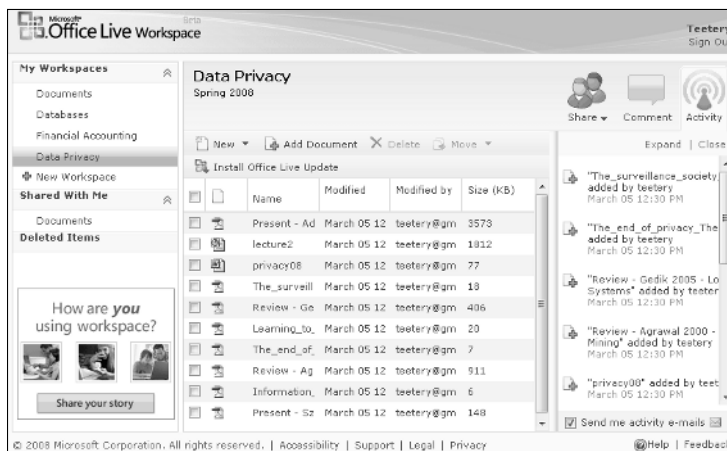 Microsoft®
Office Live Workspace
Beta
Teetery
Sign Ou
My Workspaces
Documents
Databases
Financial Accounting
Data Privacy
New Workspace
Shared With Me
Documents
Deleted Items
How are you
using workspace?
Share your story
Data Privacy
Spring 2008
Share
Comment
Activity
New
Add Document
Delete
Move
Install Office Live Update
Name Modified Modified by Size (KB)
Present - Ad March 05 12 teetery@gm 3573
lecture2 March 05 12 teetery@gm 1812
privacy08 March 05 12 teetery@gm 77
The_surveill March 05 12 teetery@gm 18
Review - Ge March 05 12 teetery@gm 406
Learning_to_ March 05 12 teetery@gm 20
The_end_of_ March 05 12 teetery@gm 7
Review - Ag March 05 12 teetery@gm 911
Information_ March 05 12 teetery@gm 6
Present - Sz March 05 12 teetery@gm 148
Expand | Close
"The_surveillance_society_
added by teetery
March 05 12:30 PM
"The_end_of_privacy_The
added by teetery
March 05 12:30 PM
"Review - Gedik 2005 - Lo
Systems" added by teeter
March 05 12:30 PM
"Review - Agrawal 2000 -
Mining" added by teetery
March 05 12:30 PM
"privacy08" added by teet
March 05 12:30 PM
Send me activity e-mails
© 2008 Microsoft Corporation. All rights reserved. | Accessibility | Support | Legal | Privacy
Help | Feedback